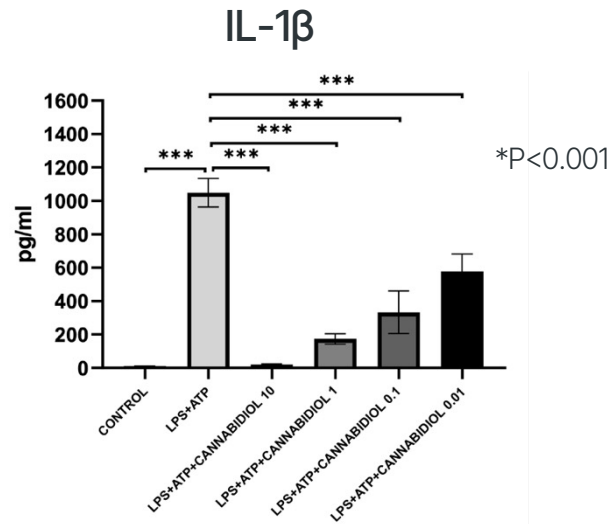 IL-1β
***
***
***
*** ***
*P<0.001
1600
1400
1200
1000
800
600
400
200
0
pg/ml
CONTROL
LPS+ATP
LPS+ATP+CANNABIDIOL 10
LPS+ATP+CANNABIDIOL 1
LPS+ATP+CANNABIDIOL 0.1
LPS+ATP+CANNABIDIOL 0.01